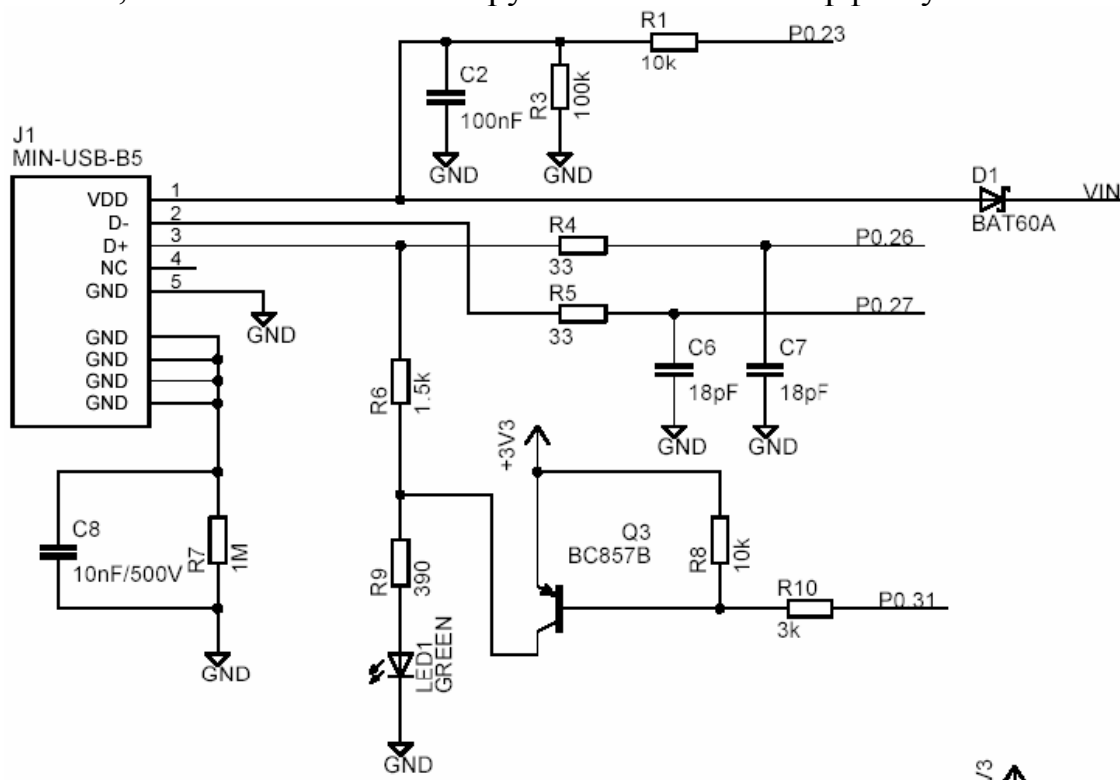 R1
10k
P0.23
C2
100nF
R3
100k
GND
GND
J1
MIN-USB-B5
VDD 1
D- 2
D+ 3
NC 4
GND 5
GND
GND
GND
GND
GND
D1
BAT60A
VIN
R4
33
P0.26
R5
33
P0.27
C6
18pF
C7
18pF
GND
GND
R6
1.5k
+3V3
C8
10nF/500V
R7
1M
GND
Q3
BC857B
R8
10k
R10
3k
P0.31
R9
390
LED1
GREEN
GND
V3